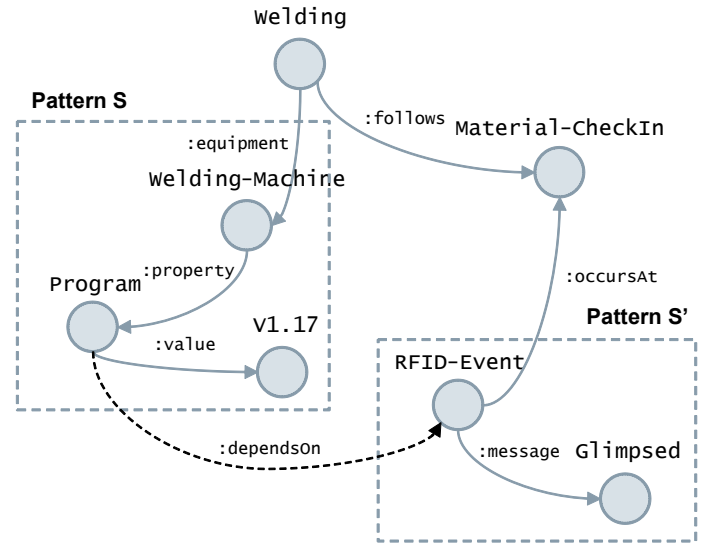 Welding
Pattern S
:follows
Material-CheckIn
:equipment
Welding-Machine
:property
Program
:occursAt
V1.17
Pattern S’
:value
RFID-Event
:dependsOn
:message
Glimpsed